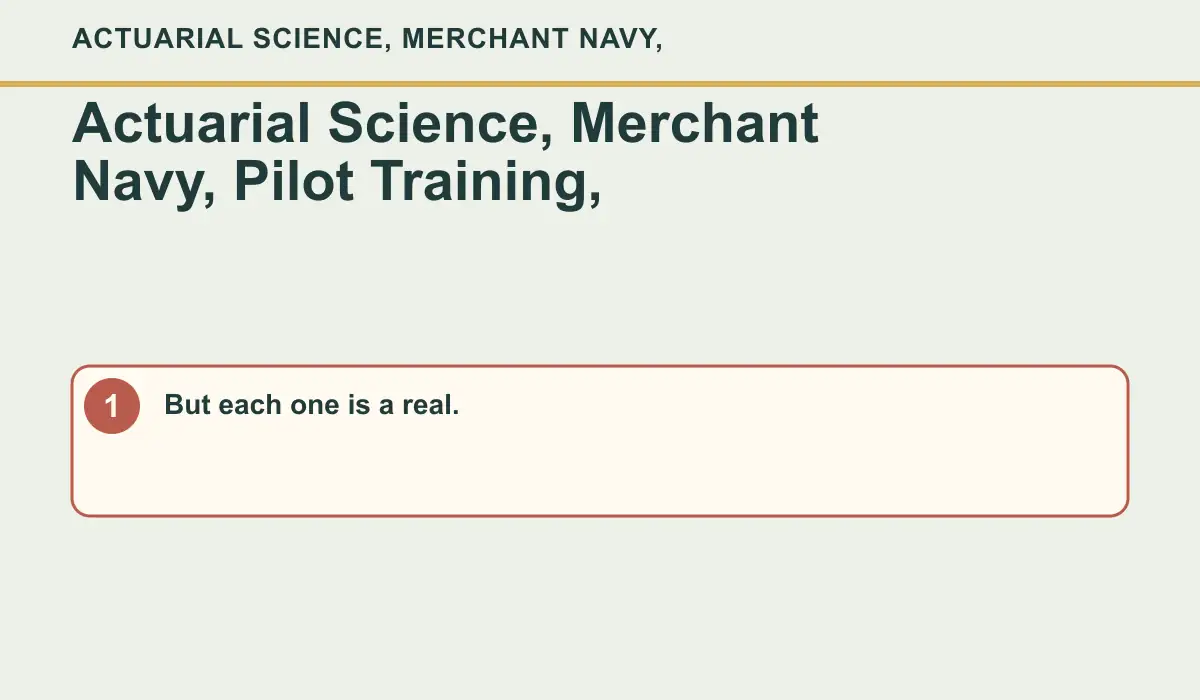 ACTUARIAL SCIENCE, MERCHANT NAVY,
Actuarial Science, Merchant
Navy, Pilot Training,
1
But each one is a real.